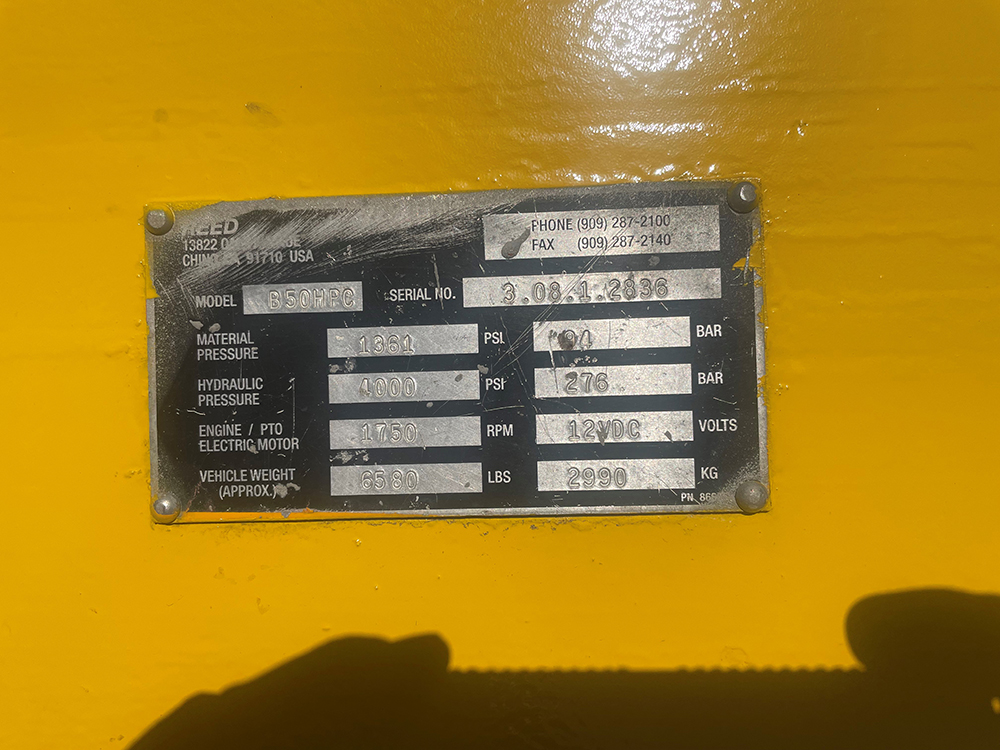 PHONE (909) 287-2100
FAX (909) 287-2140
13822
91710 USA
MODEL B50HPC SERIAL NO. 3.08.1.2836
MATERIAL PRESSURE 1361 PSI 94 BAR
HYDRAULIC PRESSURE 4000 PSI 276 BAR
ENGINE / PTO ELECTRIC MOTOR 1750 RPM 12VDC VOLTS
VEHICLE WEIGHT (APPROX.) 6580 LBS 2990 KG
PN